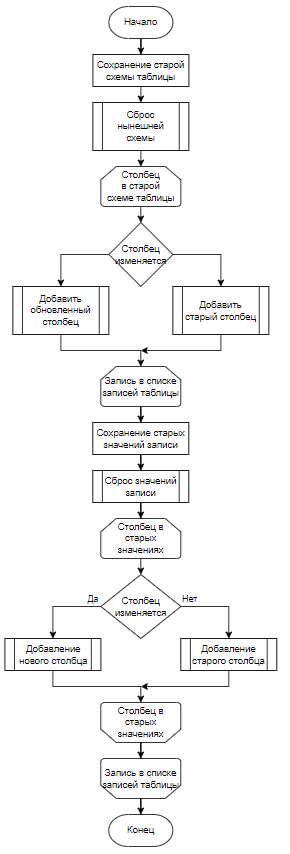 Начало
Сохранение старой
схемы таблицы
Сброс
нынешней
схемы
Столбец
в старой
схеме таблицы
Столбец
изменяется
Добавить
обновленный
столбец
Добавить
старый столбец
Запись в списке
записей таблицы
Сохранение старых
значений записи
Сброс значений
записи
Столбец в
старых
значениях
Да
Столбец
изменяется
Нет
Добавление
нового столбца
Добавление
старого столбца
Столбец в
старых
значениях
Запись в списке
записей таблицы
Конец